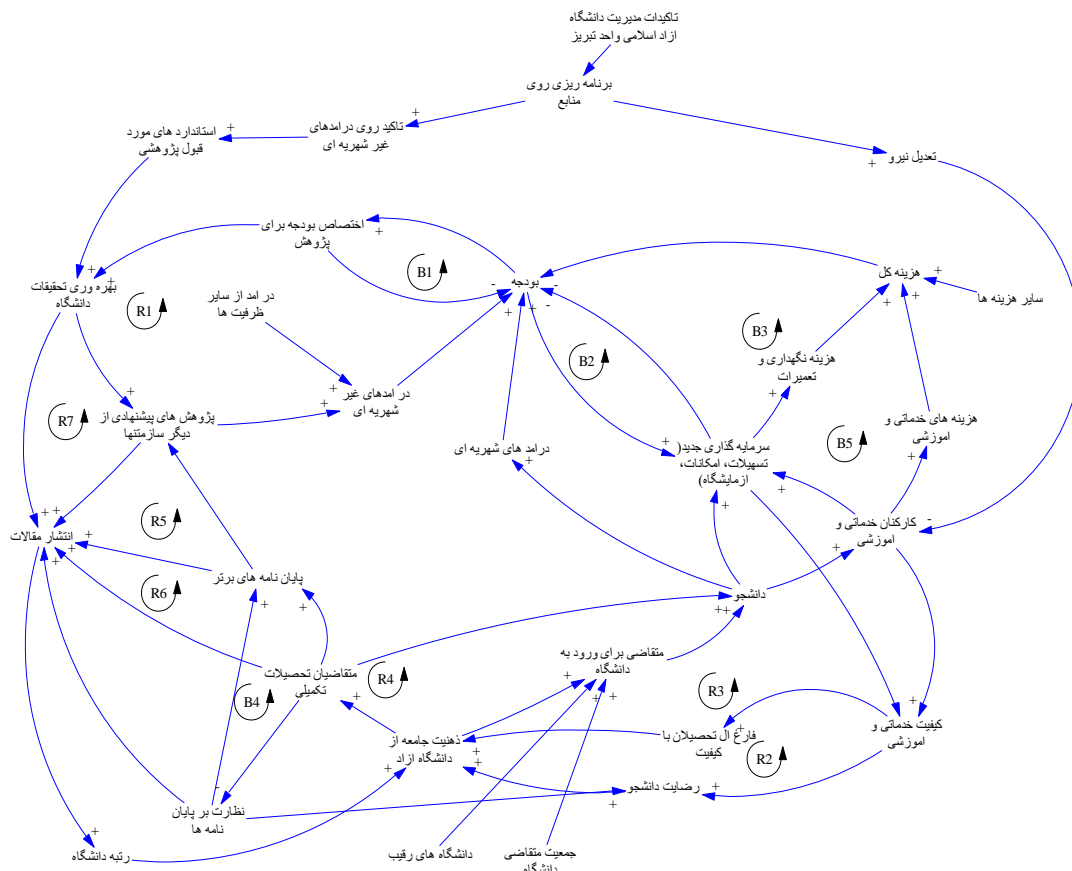 تاکیدات مدیریت دانشگاه
ازاد اسلامی واحد تبریز
برنامه ریزی روی
منابع
تاکید روی درامدهای
غیر شهریه ای
استاندارد های مورد
قبول پژوهشی
تعدیل نیرو
اختصاص بودجه برای
پژوهش
B1
بودجه
هزینه کل
سایر هزینه ها
بهره وری تحقیقات
دانشگاه
R1
در امد از سایر
ظرفیت ها
B3
B2
هزینه نگهداری و
تعمیرات
در امدهای غیر
شهریه ای
R7
پژوهش های پیشنهادی از
دیگر سازمتنها
درامد های شهریه ای
سرمایه گذاری جدید(
تسهیلات، امکانات،
ازمایشگاه)
B5
هزینه های خدماتی و
اموزشی
کارکنان خدماتی و
اموزشی
R5
انتشار مقالات
پایان نامه های برتر
R6
دانشجو
متقاضی برای ورود به
دانشگاه
متقاضیان تحصیلات
تکمیلی
R4
B4
R3
کیفیت خدماتی و
اموزشی
فارغ ال تحصیلان با
کیفیت
R2
ذهنیت جامعه از
دانشگاه ازاد
رضایت دانشجو
نظارت بر پایان
نامه ها
رتبه دانشگاه
دانشگاه های رقیب
جمعیت متقاضی
دانشگاه